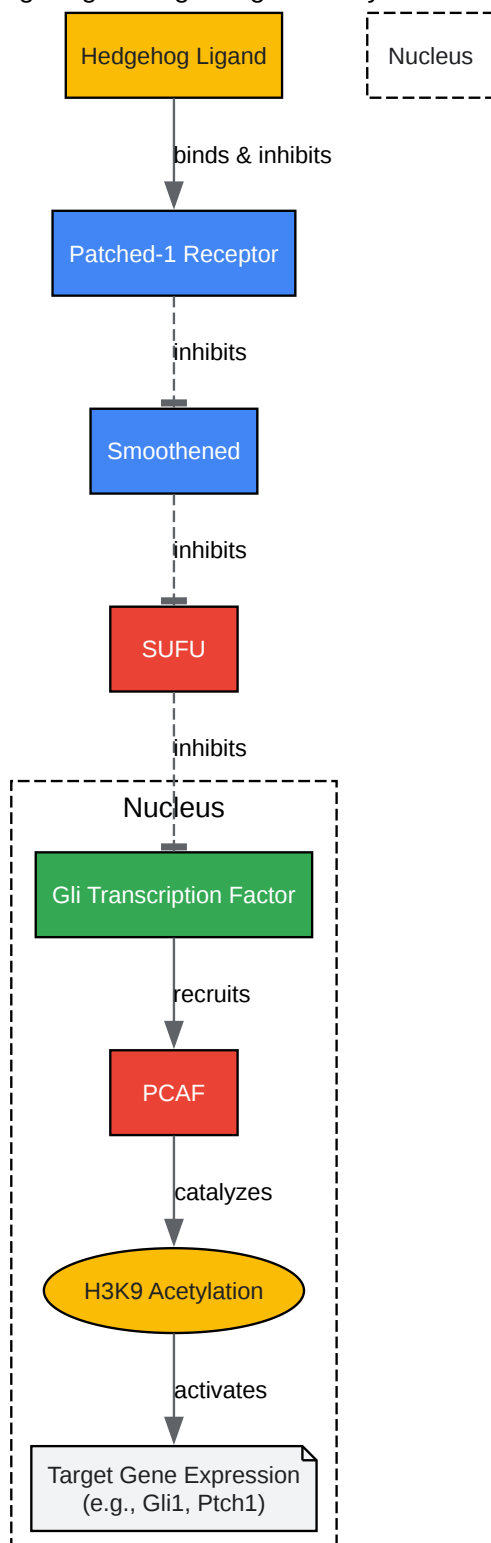 Hedgehog Ligand
Nucleus
binds & inhibits
Patched-1 Receptor
inhibits
Smoothened
inhibits
SUFU
inhibits
Nucleus
Gli Transcription Factor
recruits
PCAF
catalyzes
H3K9 Acetylation
activates
Target Gene Expression
(e.g., Gli1, Ptch1)